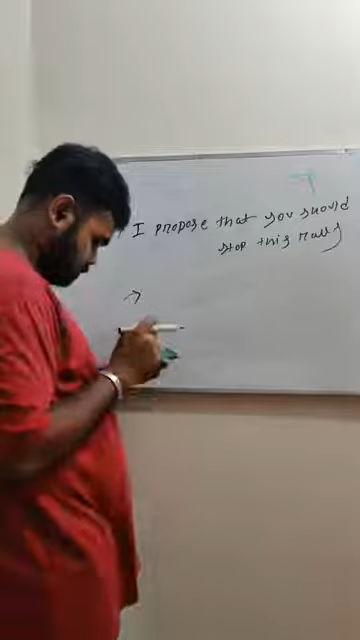 → I propose that you should
stop this rally
→